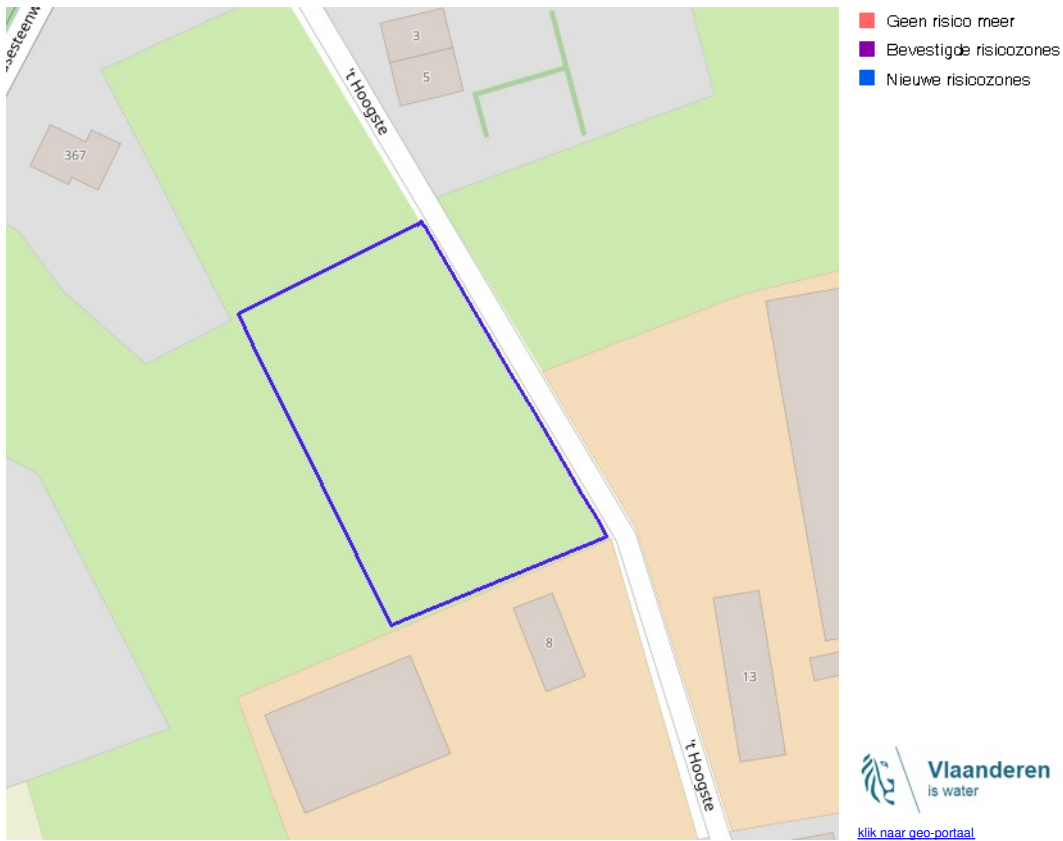 3
5
't Hoogste
367
8
13
't Hoogste
Geen risico meer
Bevestigde risicozones
Nieuwe risicozones
Vlaanderen
is water
klik naar geo-portaal